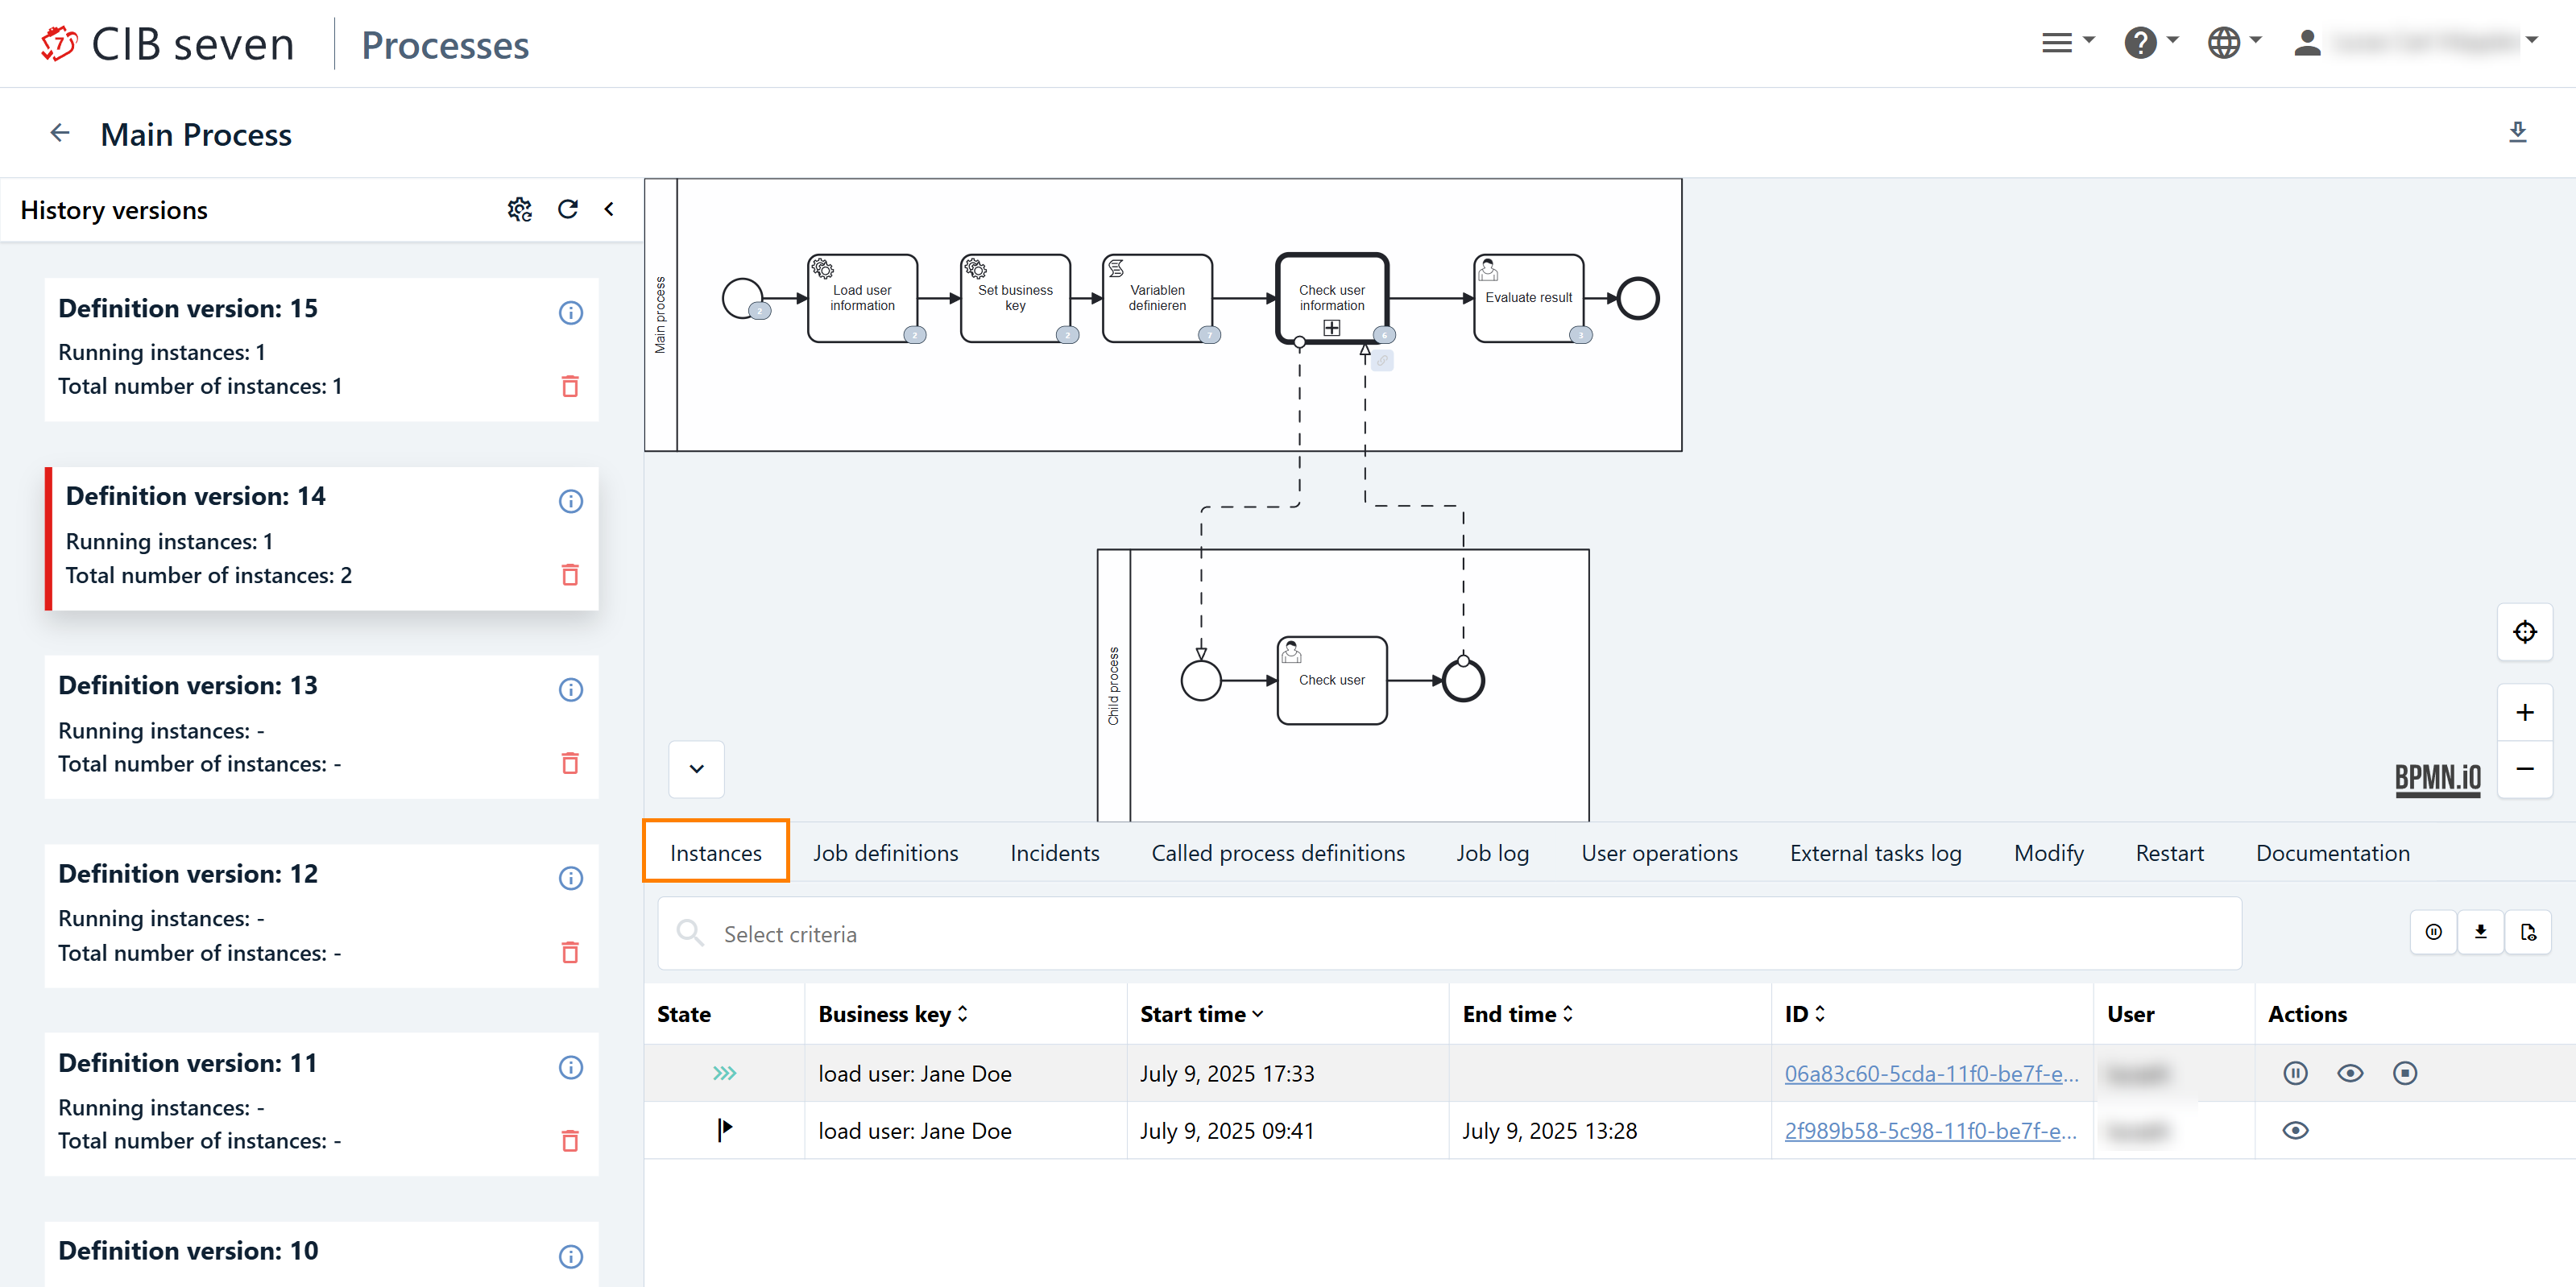 CIB seven
Processes
Main Process
History versions
Definition version: 15
Running instances: 1
Total number of instances: 1
Definition version: 14
Running instances: 1
Total number of instances: 2
Definition version: 13
Running instances: -
Total number of instances: -
Definition version: 12
Running instances: -
Total number of instances: -
Definition version: 11
Running instances: -
Total number of instances: -
Definition version: 10
Main process
2
Load user
information
2
Set business
key
2
Variablen
definieren
7
Check user
information
6
Evaluate result
3
Child process
Check user
BPMN.iO
Instances
Job definitions
Incidents
Called process definitions
Job log
User operations
External tasks log
Modify
Restart
Documentation
Select criteria
State
Business key
Start time
End time
ID
User
Actions
load user: Jane Doe
July 9, 2025 17:33
06a83c60-5cda-11f0-be7f-e...
load user: Jane Doe
July 9, 2025 09:41
July 9, 2025 13:28
2f989b58-5c98-11f0-be7f-e...